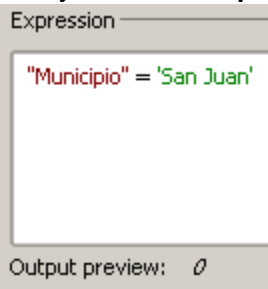 Expression
"Municipio" = 'San Juan'
Output preview: 0